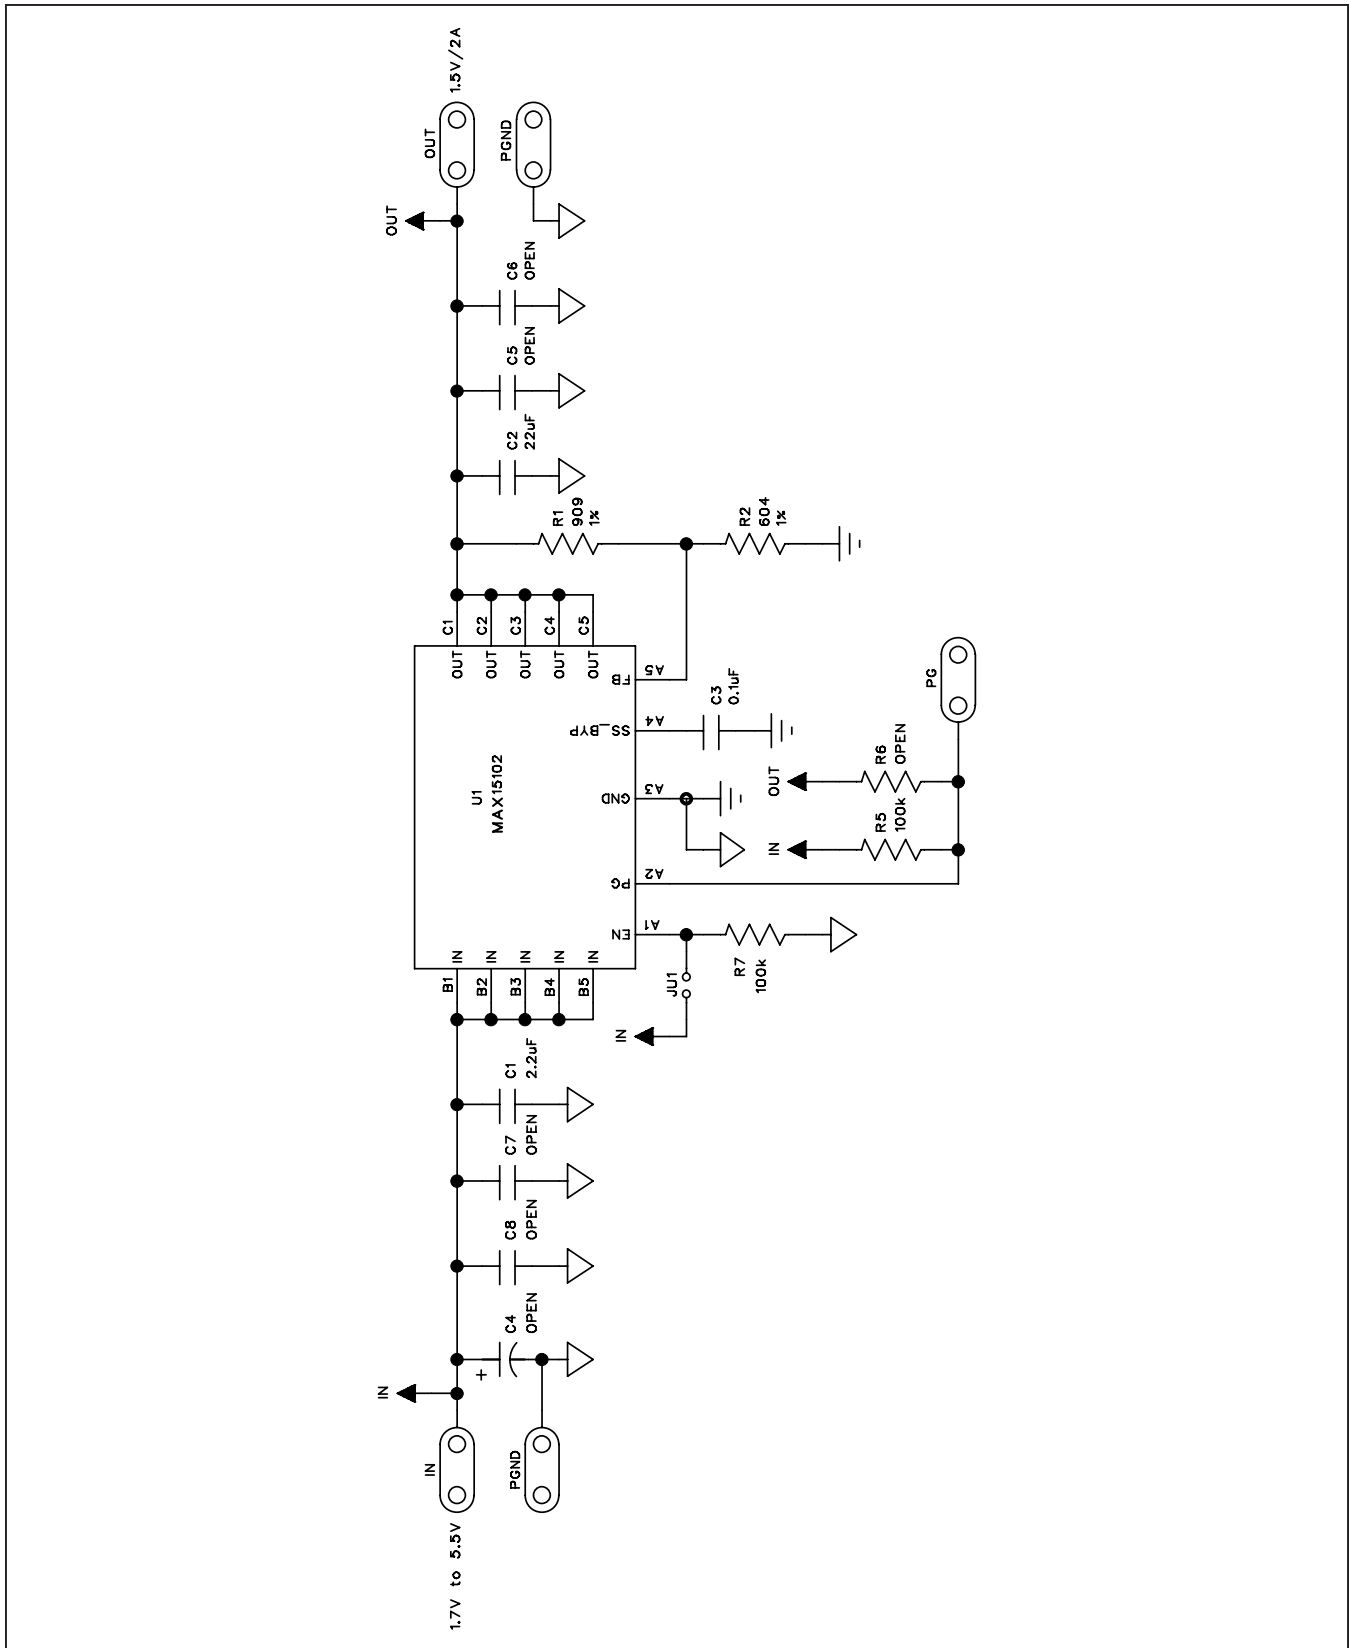 1.7V to 5.5V
IN
PGND
IN
+
C4
OPEN
C8
OPEN
C7
OPEN
C1
2.2uF
B1
B2
B3
B4
B5
IN
IN
IN
IN
IN
U1
MAX15102
OUT
OUT
OUT
OUT
OUT
C1
C2
C3
C4
C5
EN
PG
GND
SS_BYP
FB
A1
A2
A3
A4
A5
IN
JU1
R7
100k
IN
R5
100k
OUT
R6
OPEN
PG
C3
0.1uF
R1
909
1%
R2
604
1%
C2
22uF
C5
OPEN
C6
OPEN
OUT
OUT
PGND
1.5V/2A